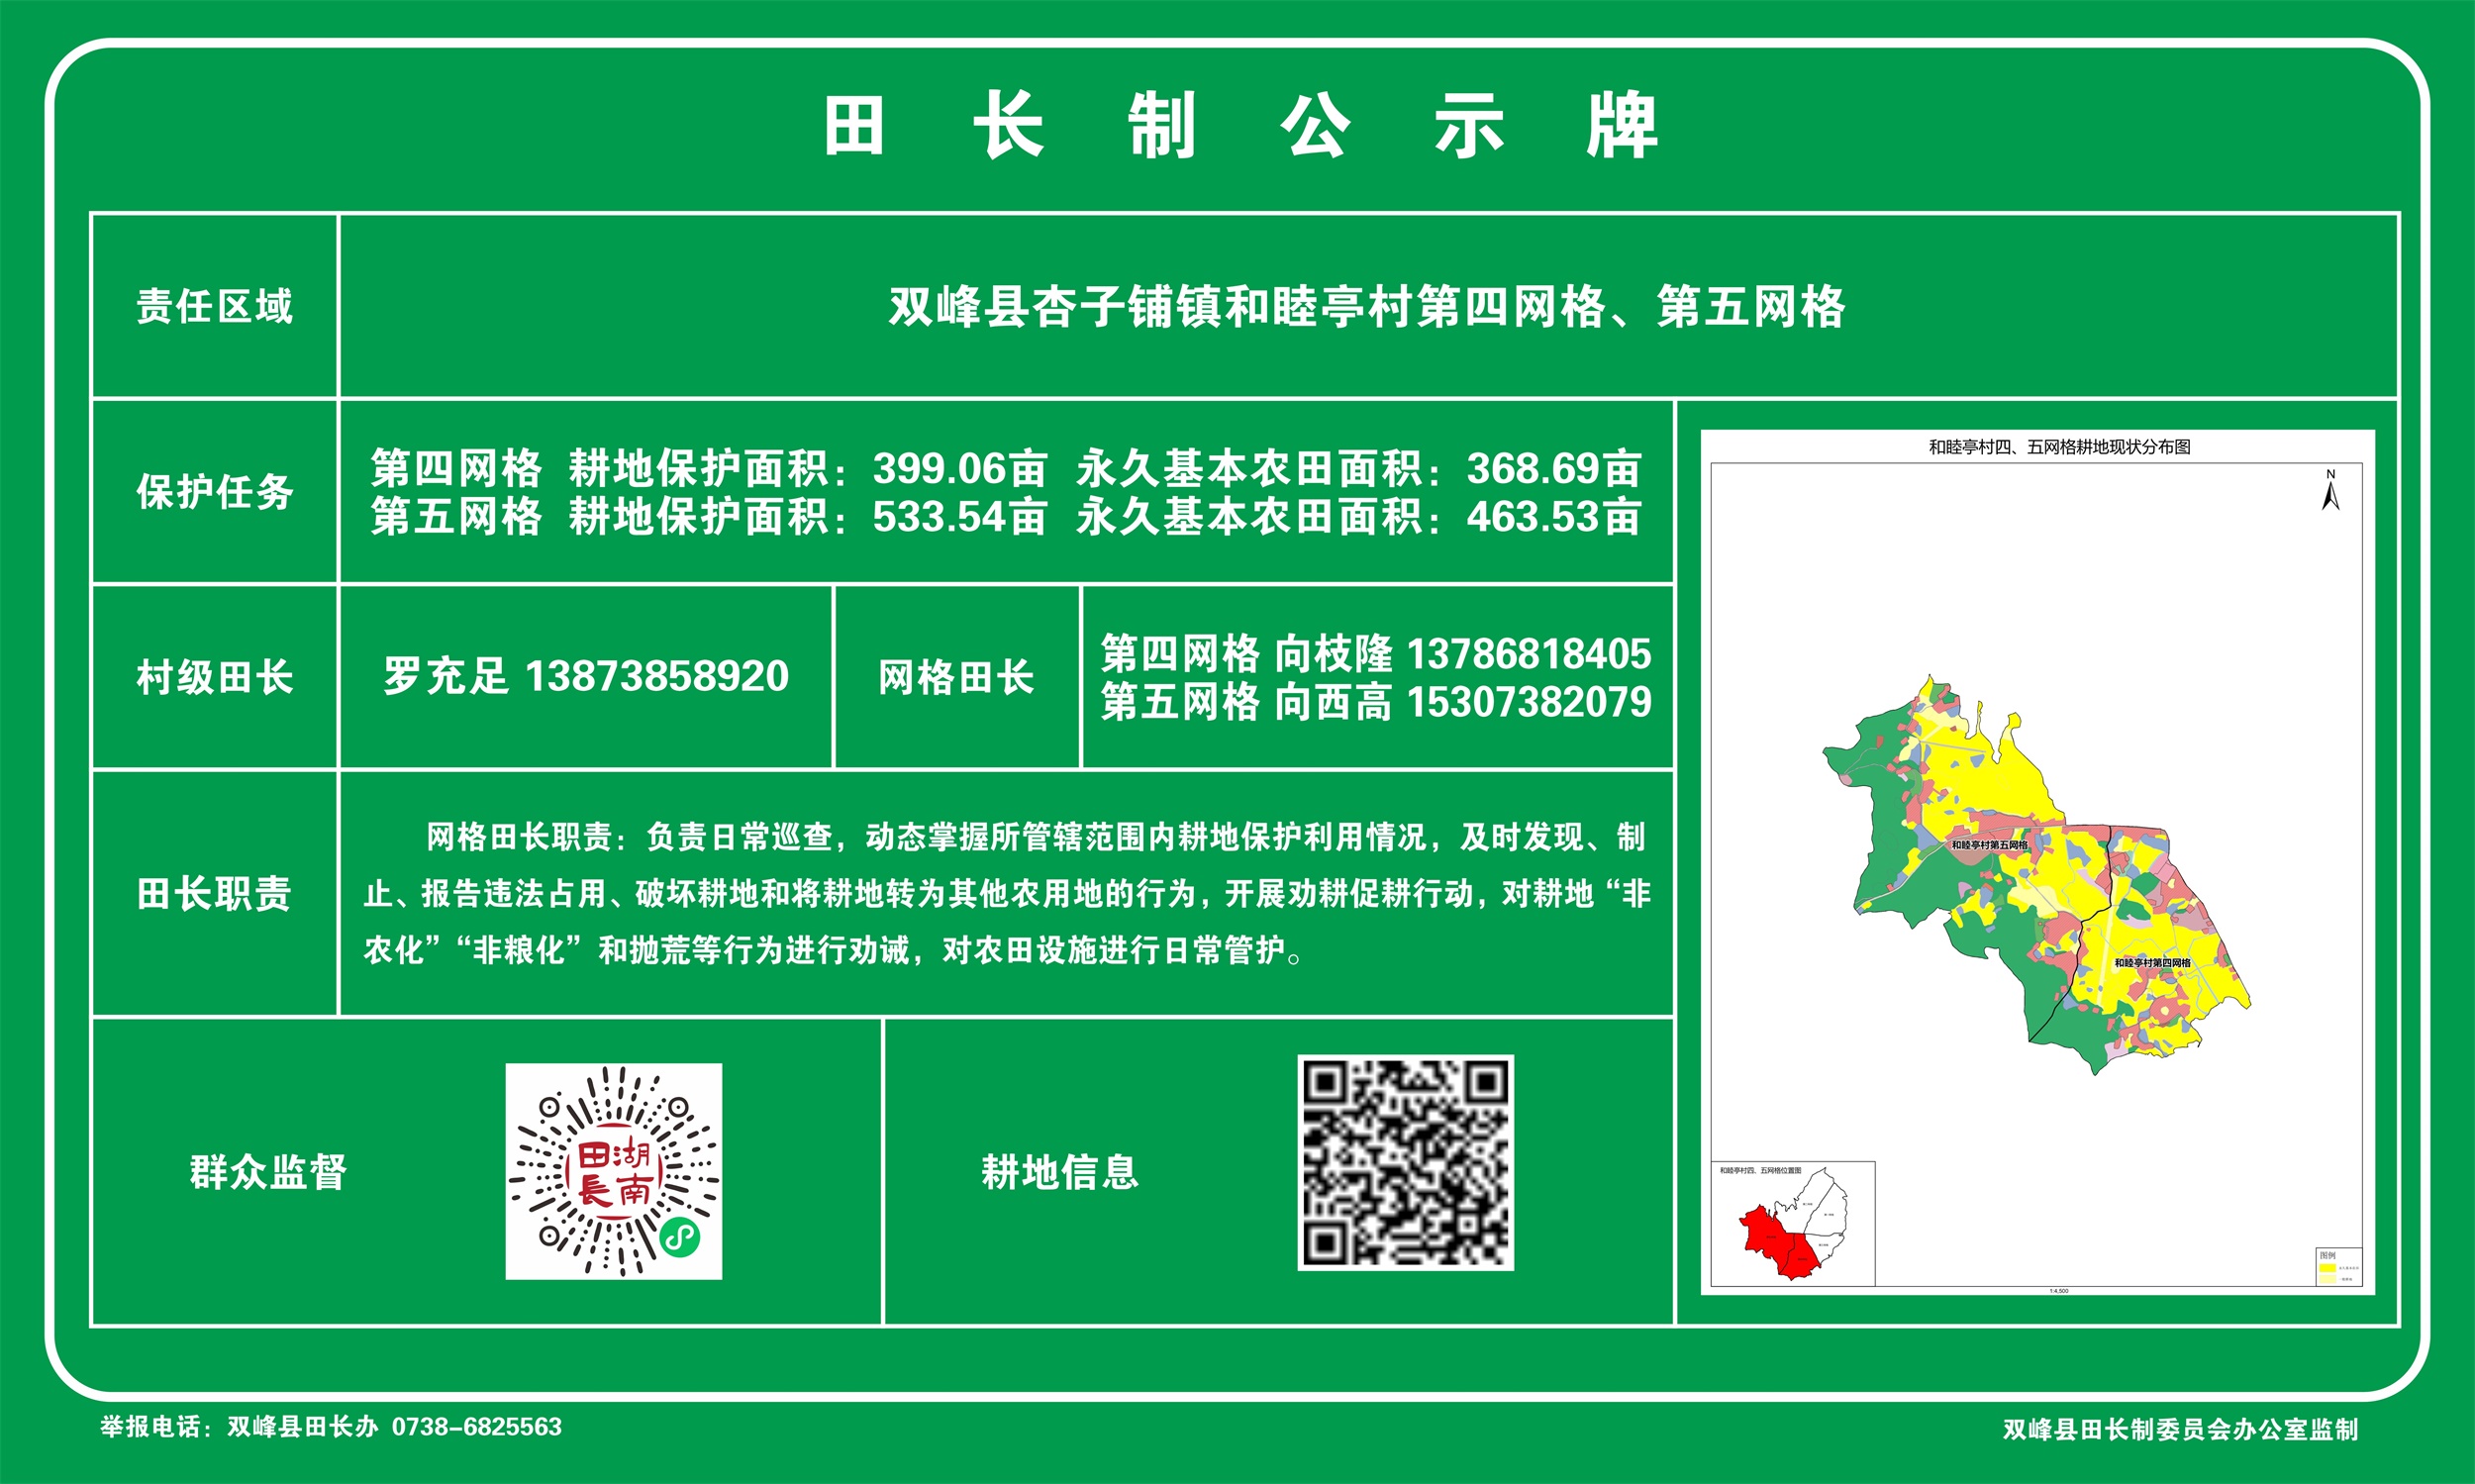 田长制公示牌
责任区域
双峰县杏子铺镇和睦亭村第四网格、第五网格
保护任务
第四网格 耕地保护面积：399.06亩 永久基本农田面积：368.69亩
第五网格 耕地保护面积：533.54亩 永久基本农田面积：463.53亩
村级田长
罗充足 13873858920
网格田长
第四网格 向枝隆 13786818405
第五网格 向西高 15307382079
田长职责
网格田长职责：负责日常巡查，动态掌握所管辖范围内耕地保护利用情况，及时发现、制
止、报告违法占用、破坏耕地和将耕地转为其他农用地的行为，开展劝耕促耕行动，对耕地“非
农化”“非粮化”和抛荒等行为进行劝诫，对农田设施进行日常管护。
群众监督
湖南
田長
耕地信息
和睦亭村四、五网格耕地现状分布图
N
和睦亭村第五网格
和睦亭村第四网格
和睦亭村四、五网格位置图
图例
1:4,500
举报电话：双峰县田长办 0738-6825563
双峰县田长制委员会办公室监制